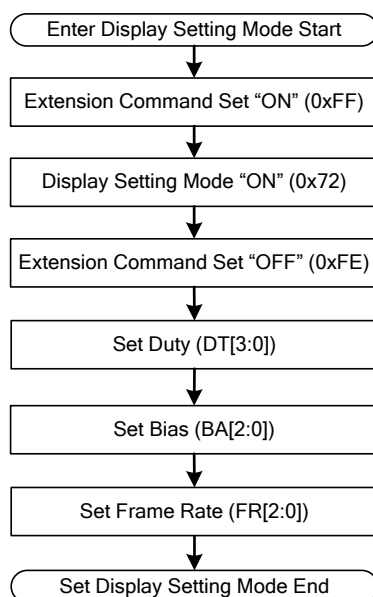 Enter Display Setting Mode Start
Extension Command Set “ON” (0xFF)
Display Setting Mode “ON” (0x72)
Extension Command Set “OFF” (0xFE)
Set Duty (DT[3:0])
Set Bias (BA[2:0])
Set Frame Rate (FR[2:0])
Set Display Setting Mode End